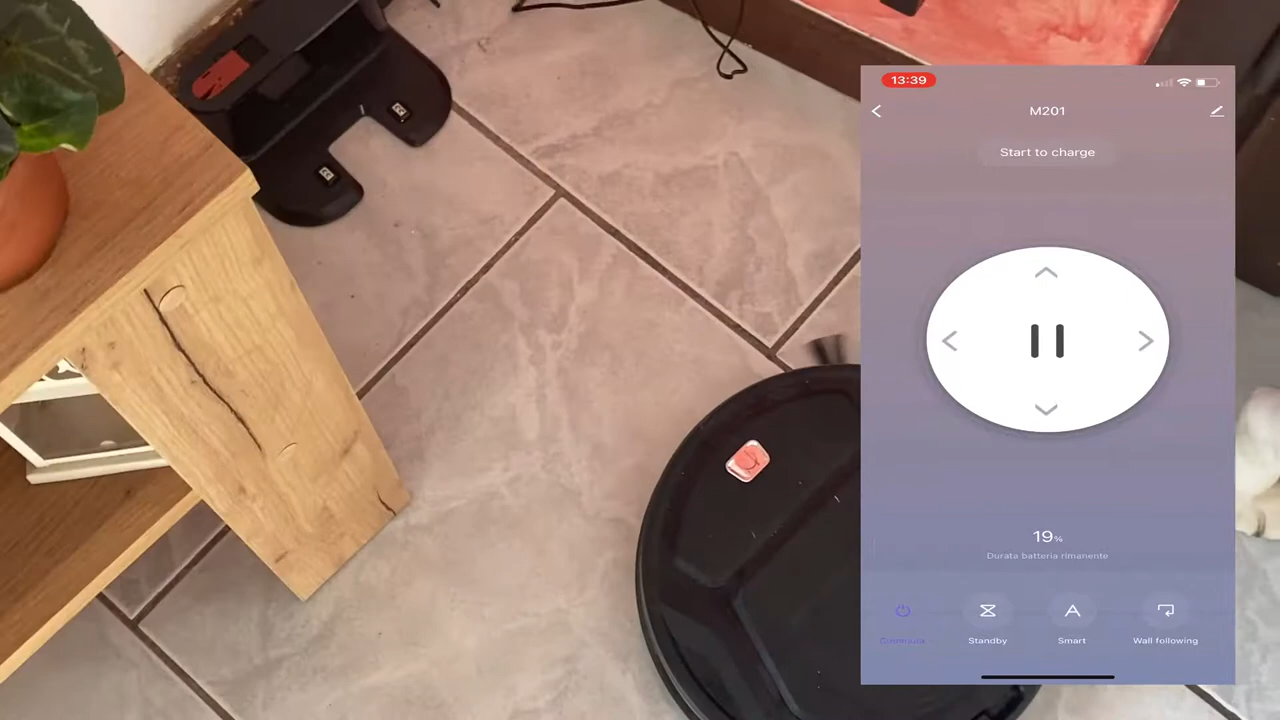 13:39
M201
Start to charge
19%
Durata batteria rimanente
Standby
Smart
Wall following